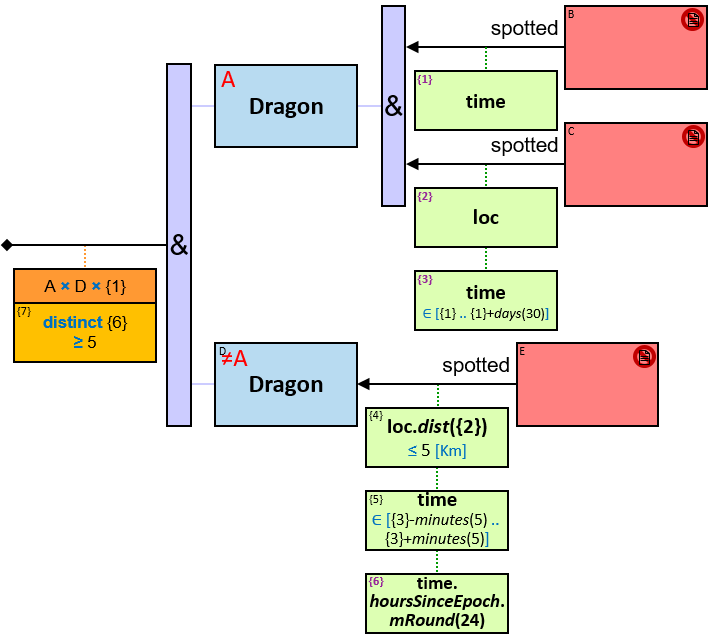 B
spotted
A
Dragon
{1}
time
&
C
spotted
{2}
loc
&
{3}
time
∈ [{1} .. {1}+days(30)]
A × D × {1}
{7}
distinct {6}
≥ 5
D
≠A
Dragon
E
spotted
{4}
loc.dist({2})
≤ 5 [Km]
{5}
time
∈ [{3}-minutes(5) ..
{3}+minutes(5)]
{6}
time.
hoursSinceEpoch.
mRound(24)